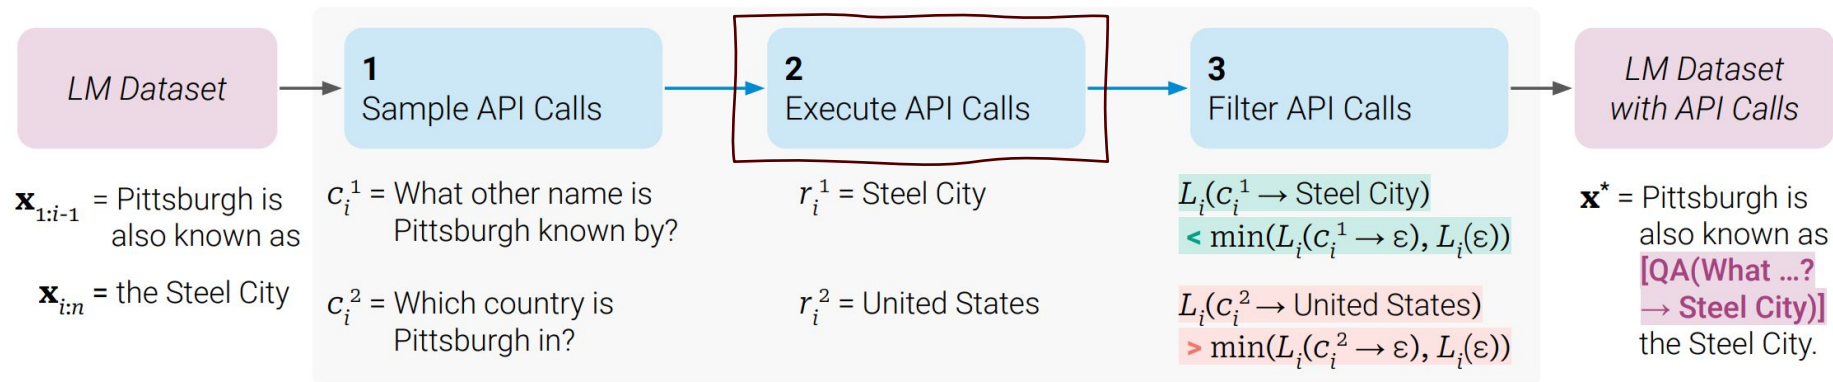 LM Dataset
x1:i-1 = Pittsburgh is
also known as
xi:n = the Steel City
1
Sample API Calls
ci1 = What other name is
Pittsburgh known by?
ci2 = Which country is
Pittsburgh in?
2
Execute API Calls
ri1 = Steel City
ri2 = United States
3
Filter API Calls
Li(ci1 → Steel City)
< min(Li(ci1 → ε), Li(ε))
Li(ci2 → United States)
> min(Li(ci2 → ε), Li(ε))
LM Dataset
with API Calls
x* = Pittsburgh is
also known as
[QA(What ...?
→ Steel City)]
the Steel City.